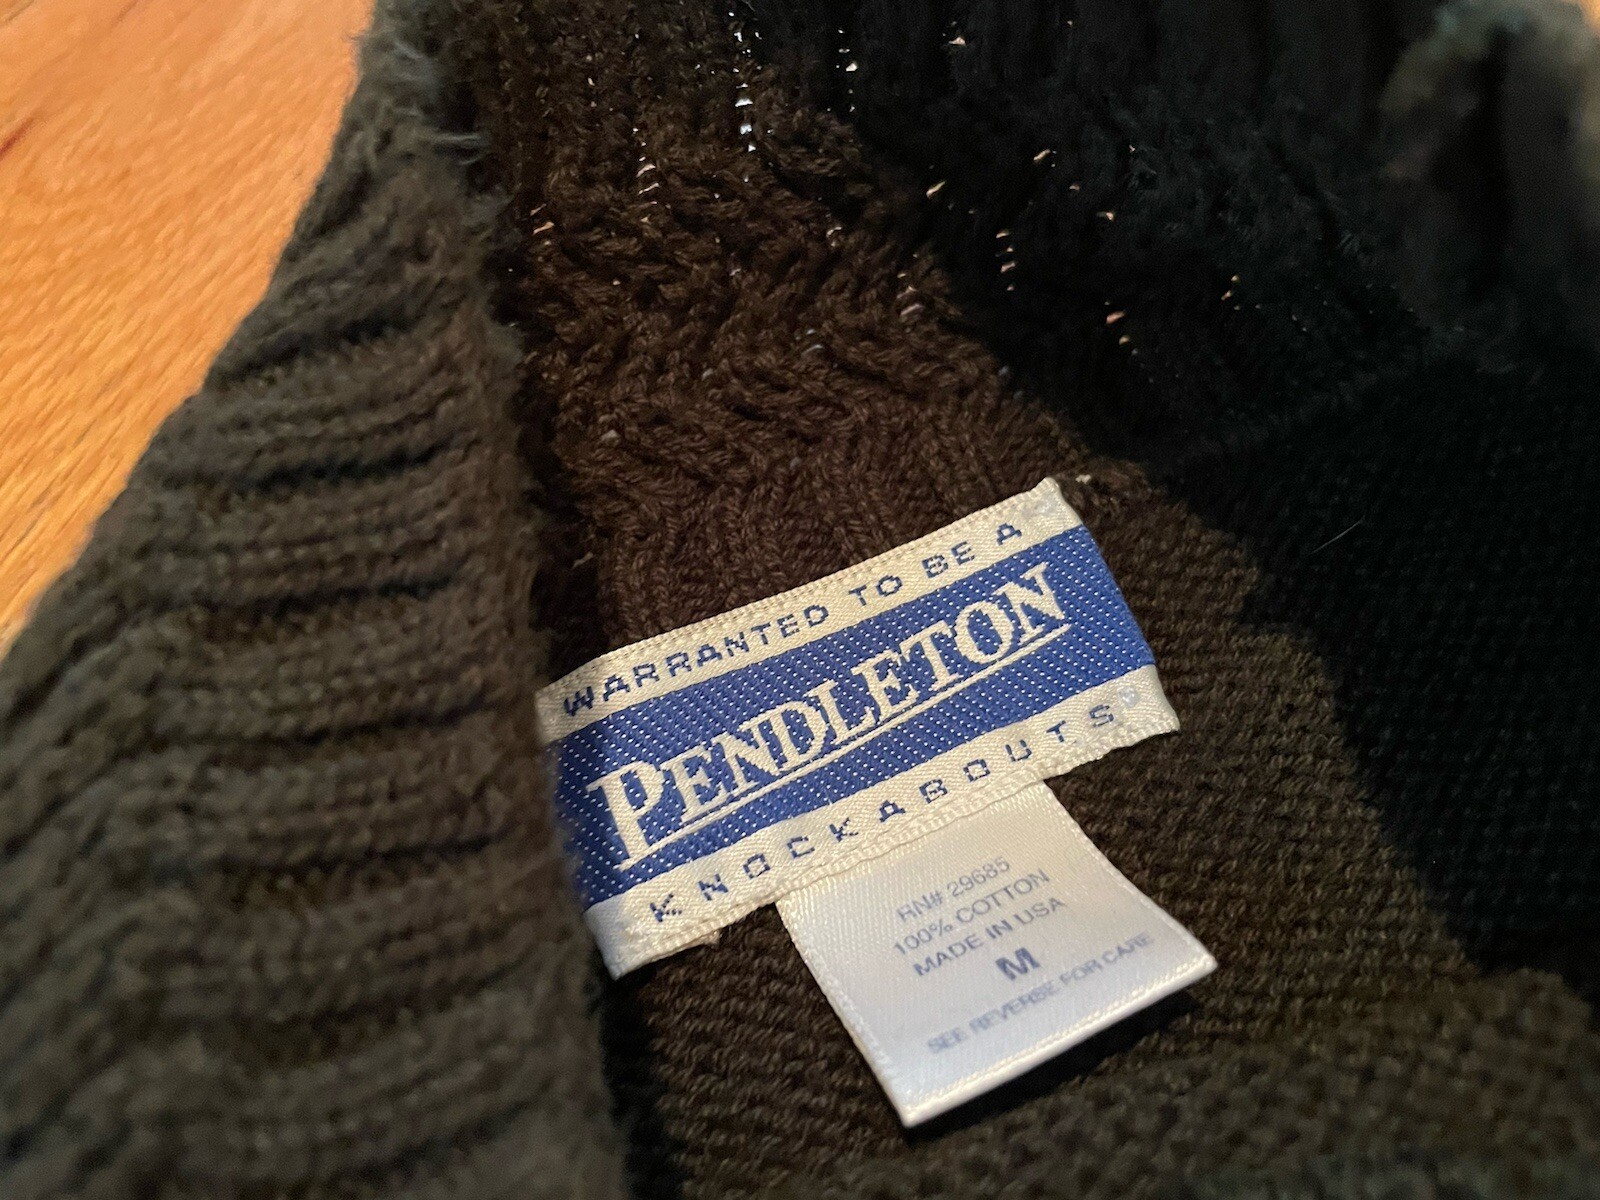 WARRANTED TO BE A
PENDLETON
KNOCKABOUTS
RN# 29685
100% COTTON
MADE IN USA
M
SEE REVERSE FOR CARE